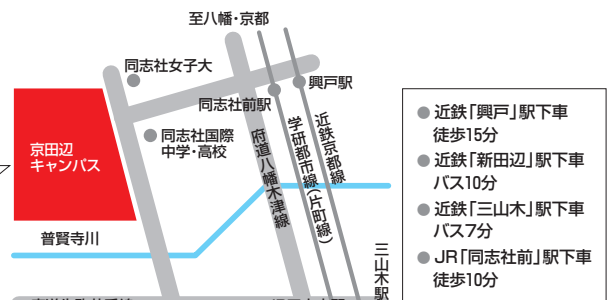 至八幡・京都
同志社女子大
興戸駅
同志社前駅
京田辺
キャンパス
同志社国際
中学・高校
府道八幡木津線
学研都市線(片町線)
近鉄京都線
普賢寺川
三山木駅
● 近鉄「興戸」駅下車
徒歩15分
● 近鉄「新田辺」駅下車
バス10分
● 近鉄「三山木」駅下車
バス7分
● JR「同志社前」駅下車
徒歩10分